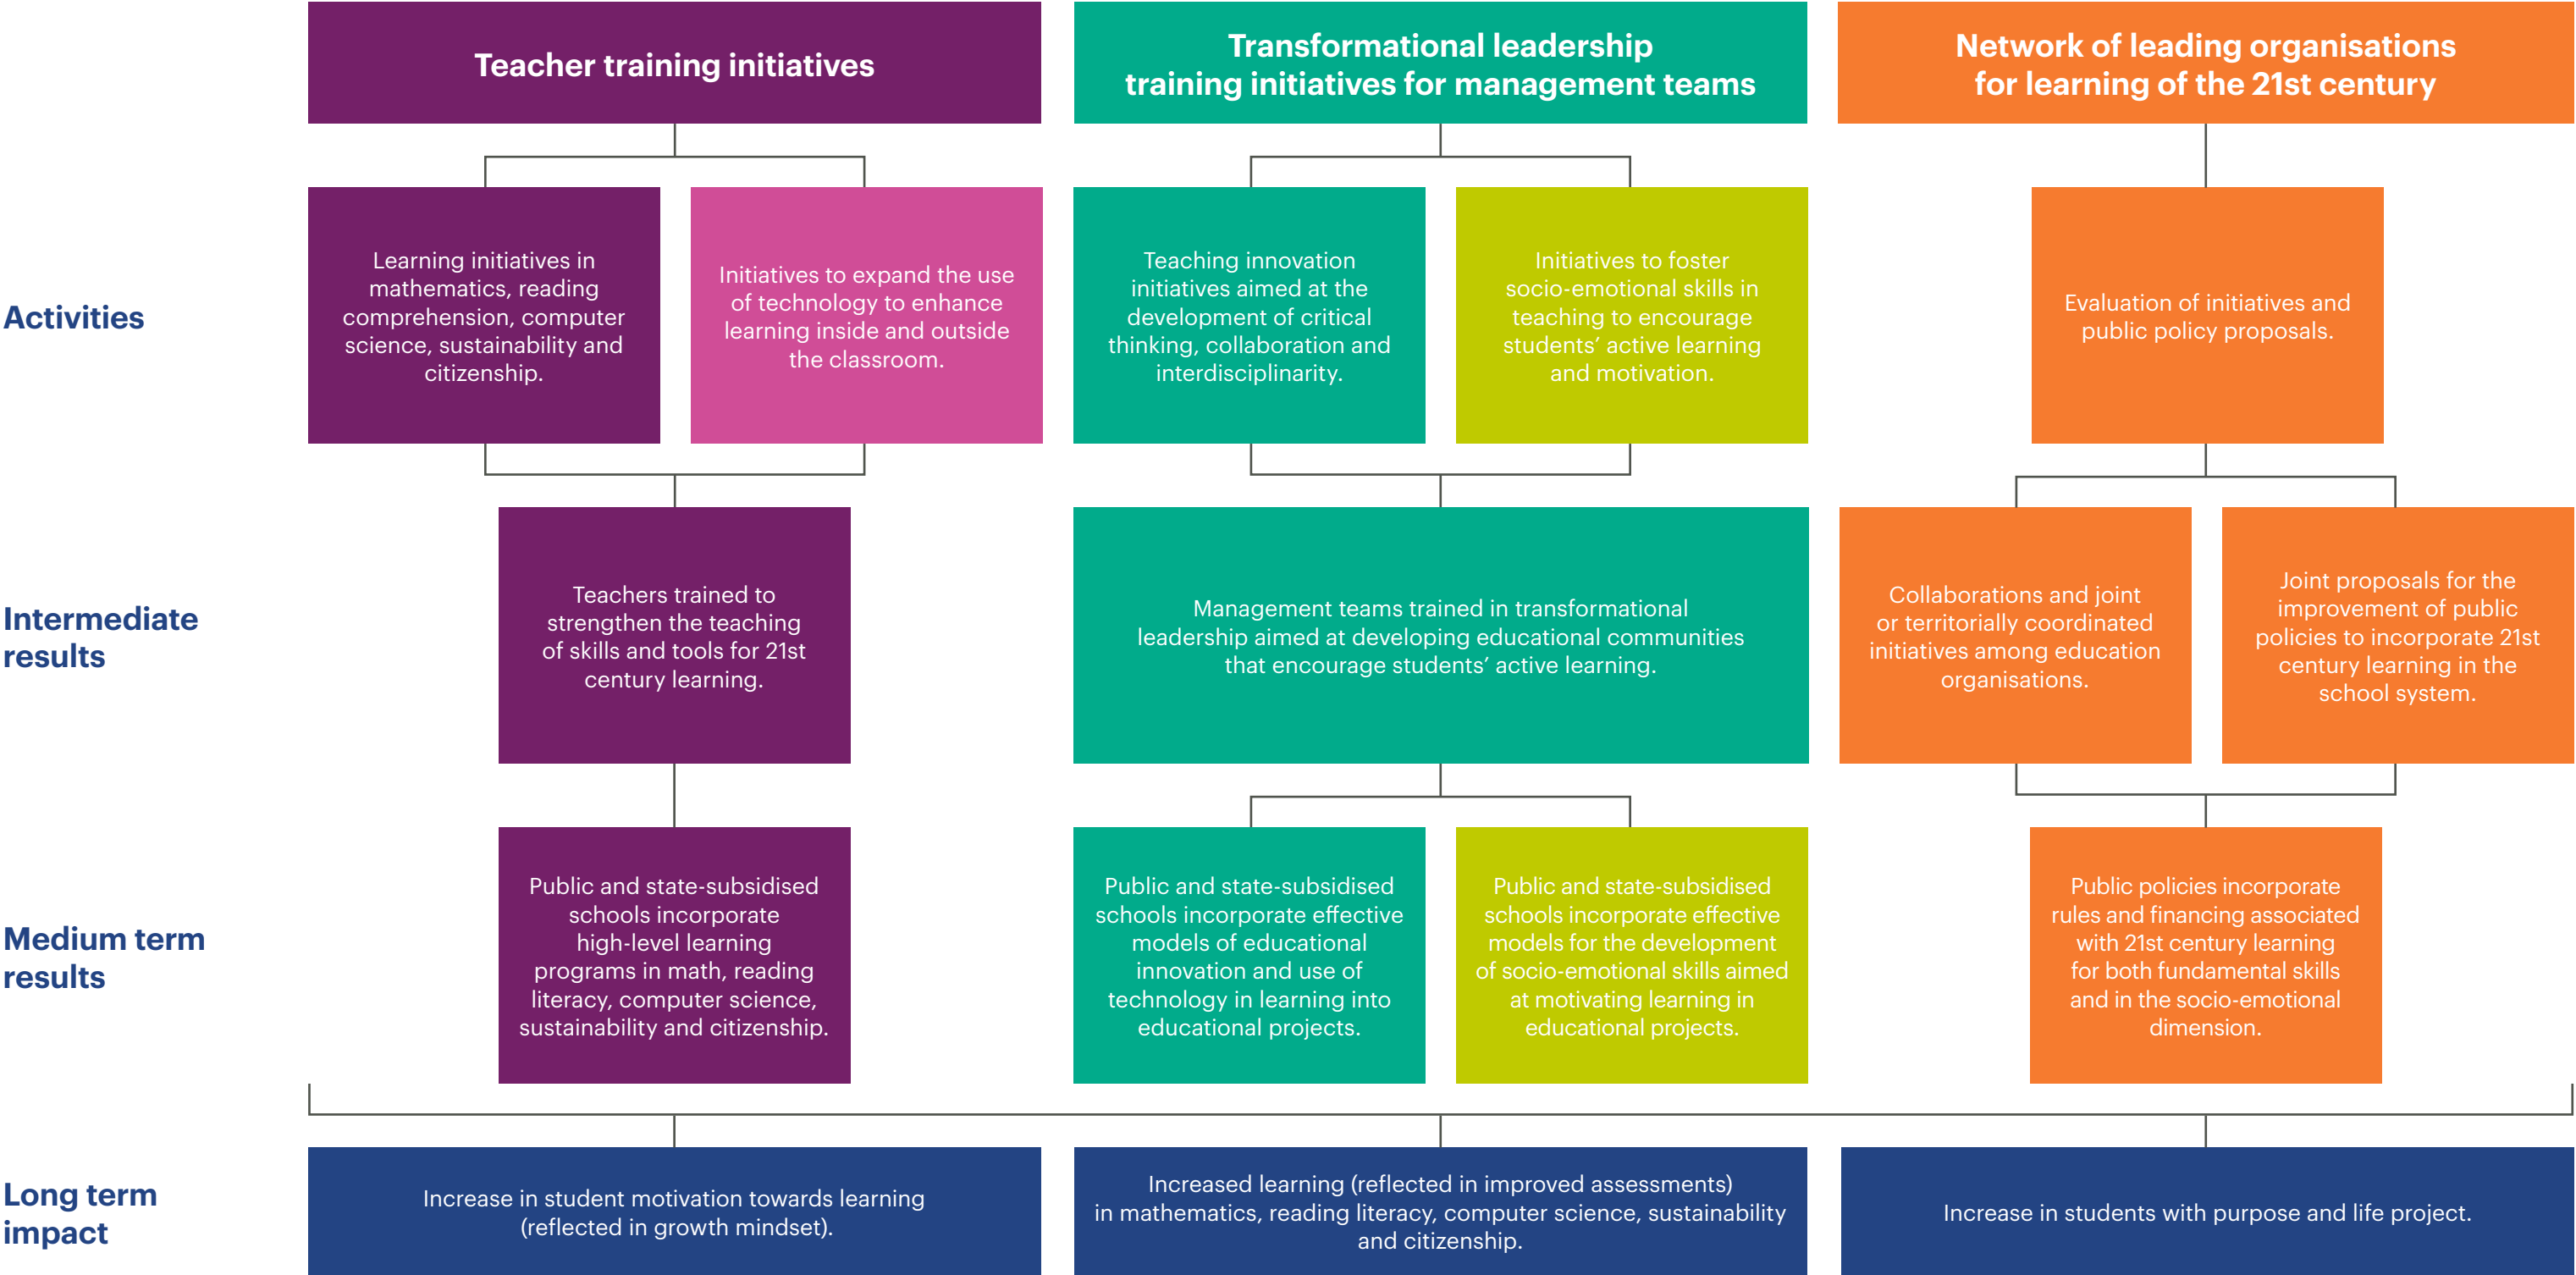 Teacher training initiatives
Transformational leadership
training initiatives for management teams
Network of leading organisations
for learning of the 21st century
Activities
Learning initiatives in
mathematics, reading
comprehension, computer
science, sustainability and
citizenship.
Initiatives to expand the use
of technology to enhance
learning inside and outside
the classroom.
Teaching innovation
initiatives aimed at the
development of critical
thinking, collaboration and
interdisciplinarity.
Initiatives to foster
socio-emotional skills in
teaching to encourage
students’ active learning
and motivation.
Evaluation of initiatives and
public policy proposals.
Intermediate
results
Teachers trained to
strengthen the teaching
of skills and tools for 21st
century learning.
Management teams trained in transformational
leadership aimed at developing educational communities
that encourage students’ active learning.
Collaborations and joint
or territorially coordinated
initiatives among education
organisations.
Joint proposals for the
improvement of public
policies to incorporate 21st
century learning in the
school system.
Medium term
results
Public and state-subsidised
schools incorporate
high-level learning
programs in math, reading
literacy, computer science,
sustainability and citizenship.
Public and state-subsidised
schools incorporate effective
models of educational
innovation and use of
technology in learning into
educational projects.
Public and state-subsidised
schools incorporate effective
models for the development
of socio-emotional skills aimed
at motivating learning in
educational projects.
Public policies incorporate
rules and financing associated
with 21st century learning
for both fundamental skills
and in the socio-emotional
dimension.
Long term
impact
Increase in student motivation towards learning
(reflected in growth mindset).
Increased learning (reflected in improved assessments)
in mathematics, reading literacy, computer science, sustainability
and citizenship.
Increase in students with purpose and life project.